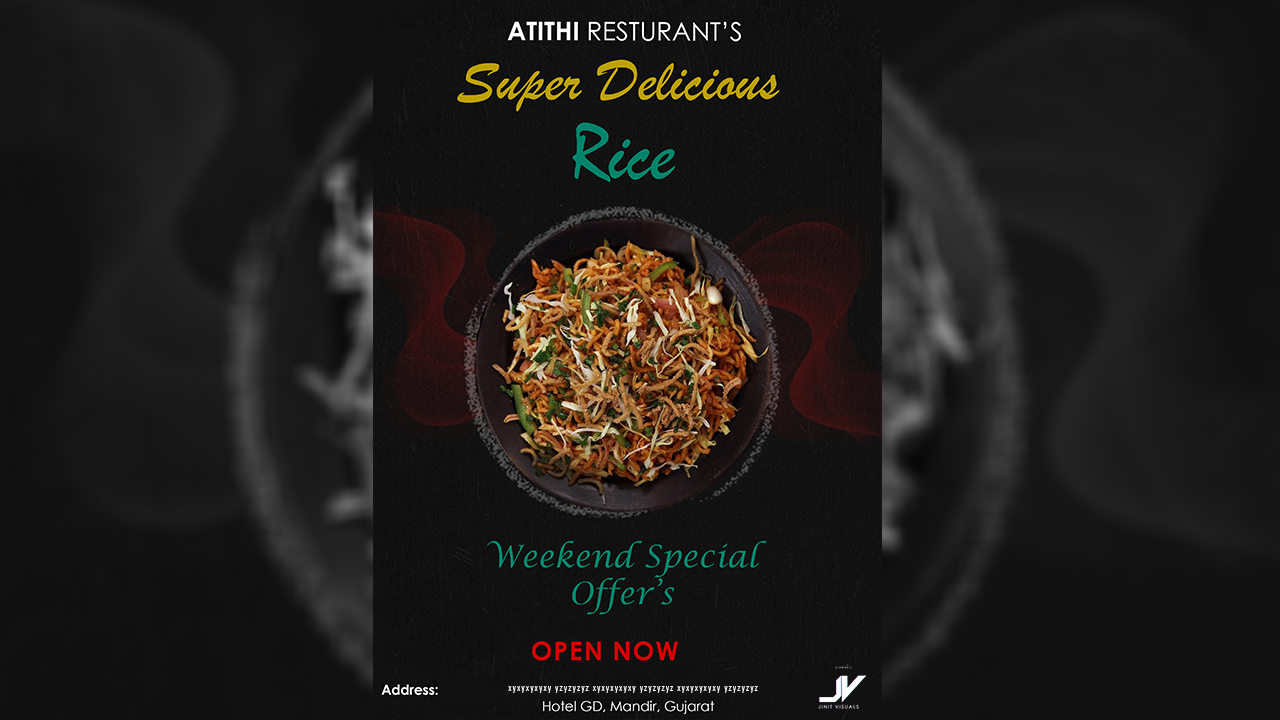 ATITHI RESTURANT'S
Super Delicious
Rice
Weekend Special
Offer's
OPEN NOW
Address:
xyxyxyxyxy yzyzyzyz xyxyxyxyxy yzyzyzyz xyxyxyxyxy yzyzyzyz
Hotel GD, Mandir, Gujarat
JV
JINIT VISUALS